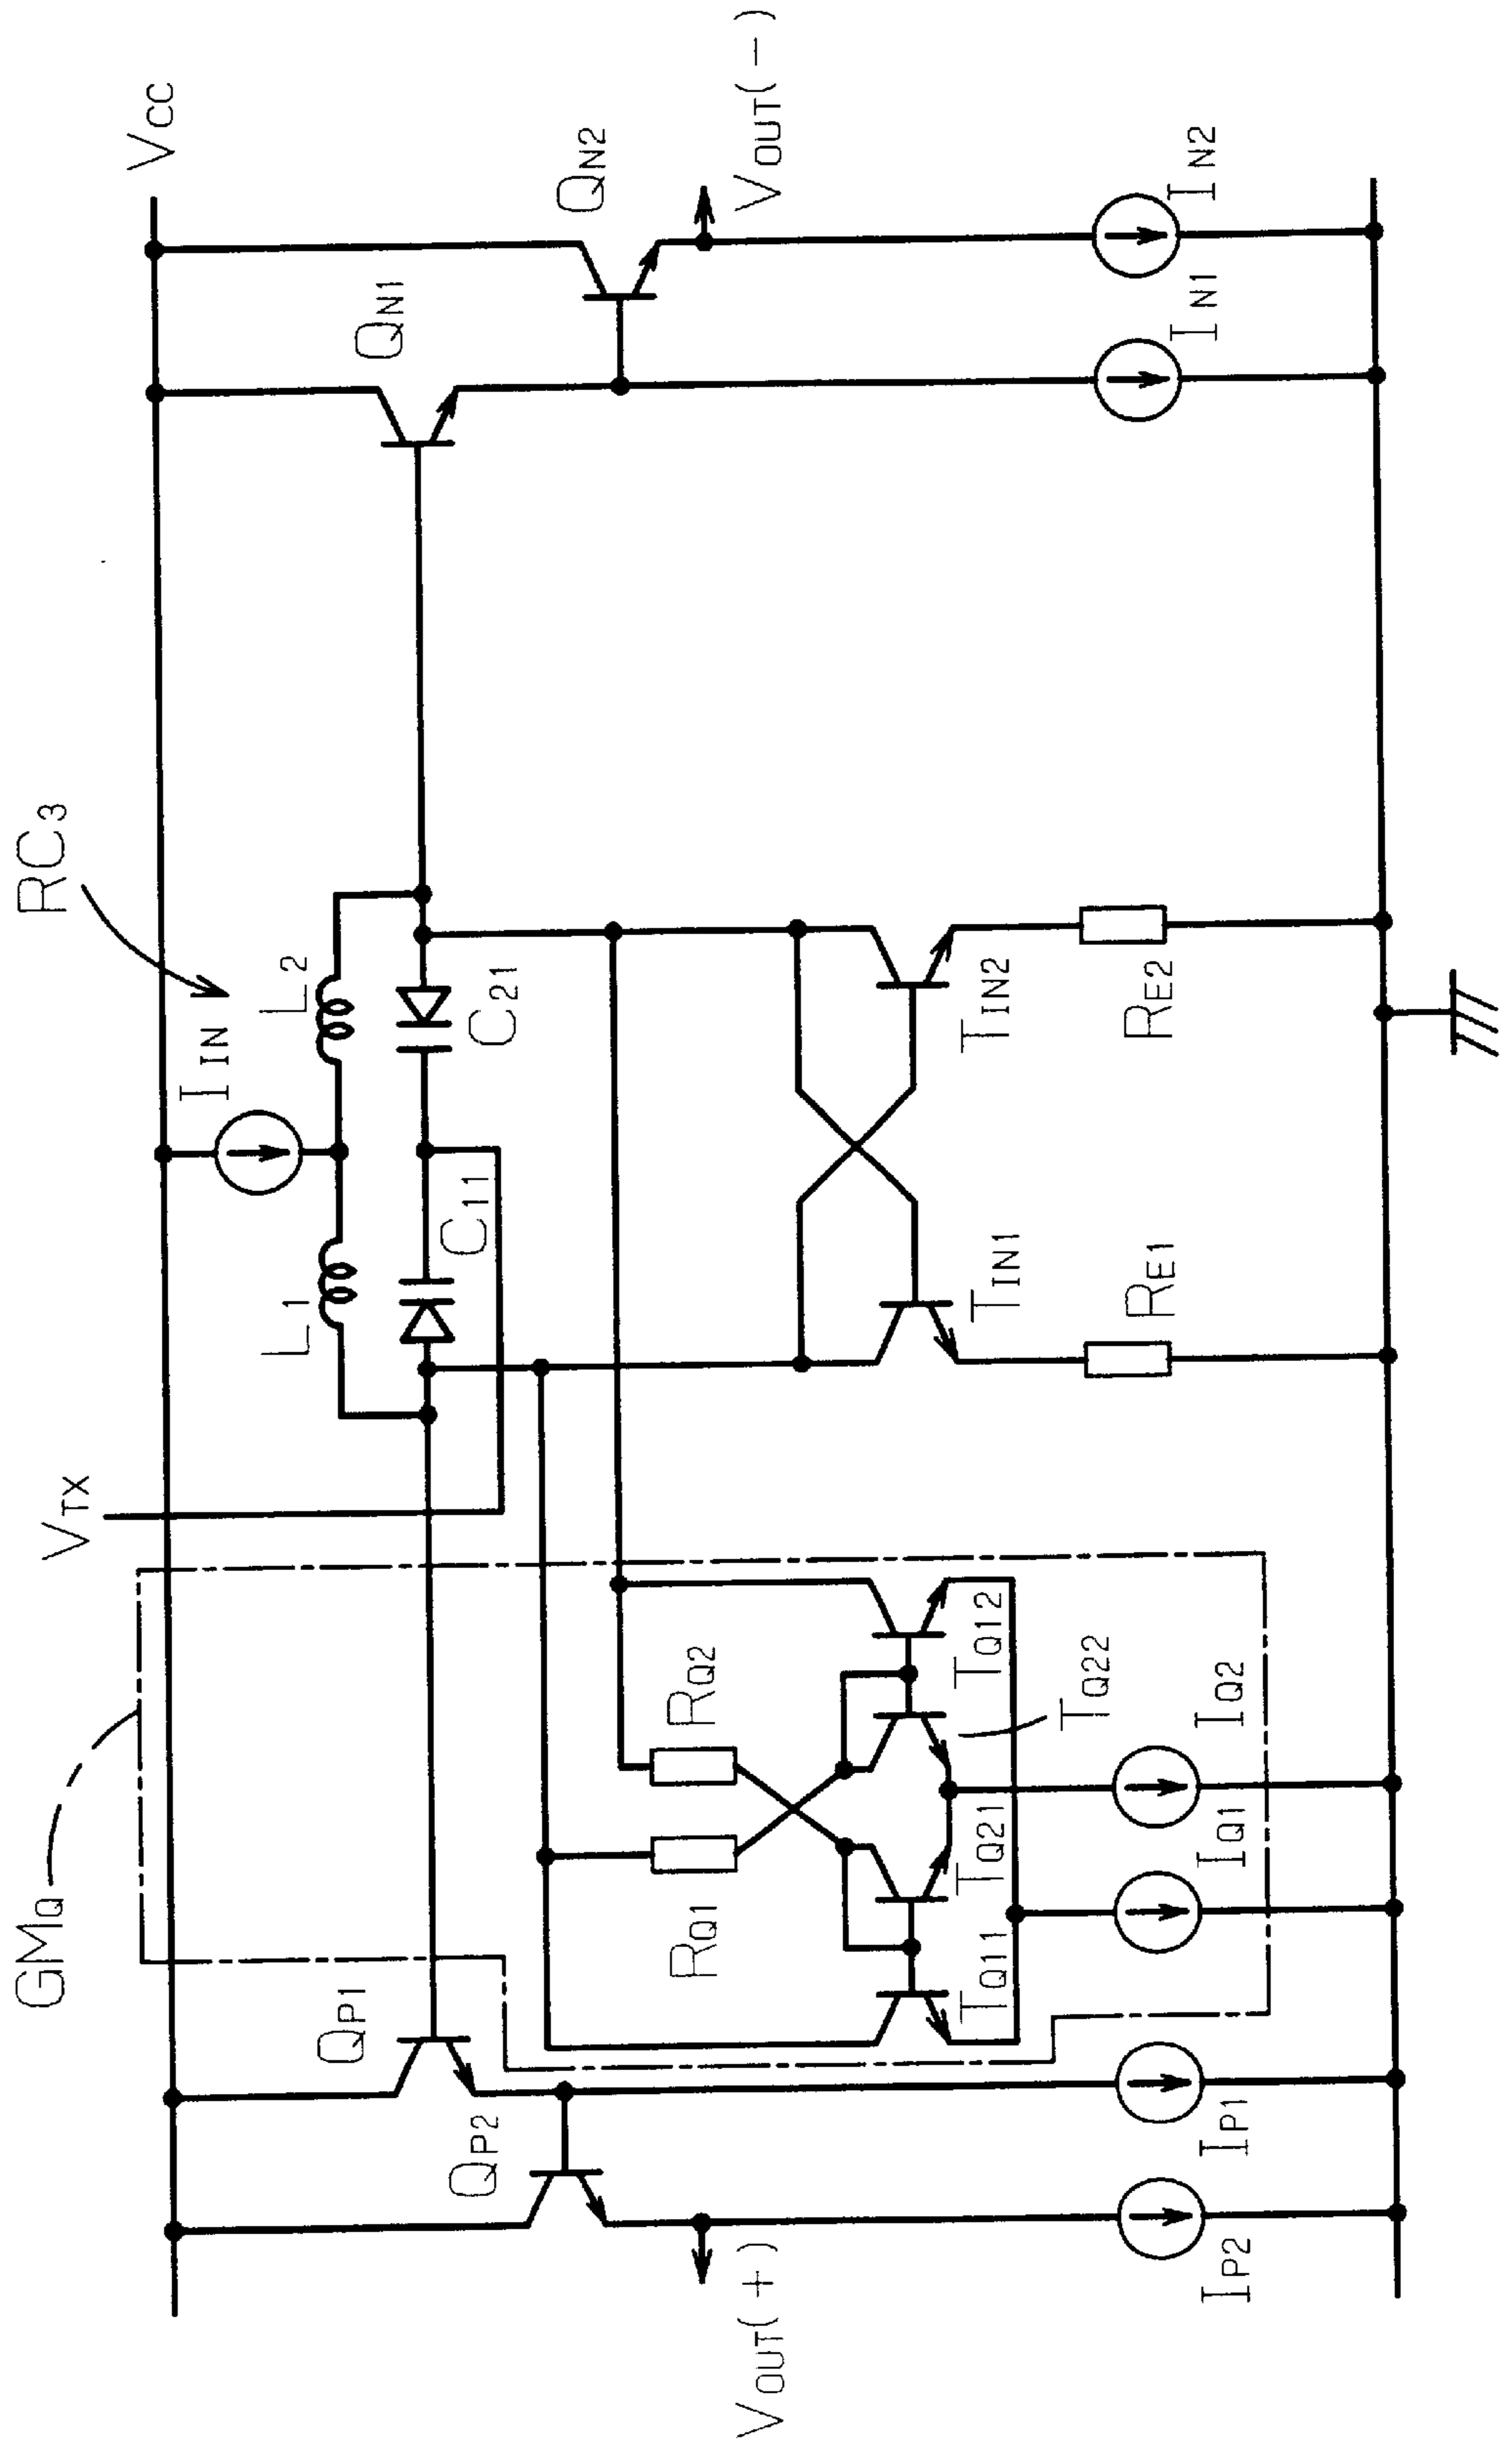 VCC
RC3
VTX
GMQ
IIN
L1
L2
C11
C21
QN1
QN2
QP1
QP2
VOUT(-)
VOUT(+)
RQ1
RQ2
TQ11
TQ21
TQ22
TQ12
TIN1
TIN2
RE1
RE2
IP2
IP1
IQ1
IQ2
IN1
IN2